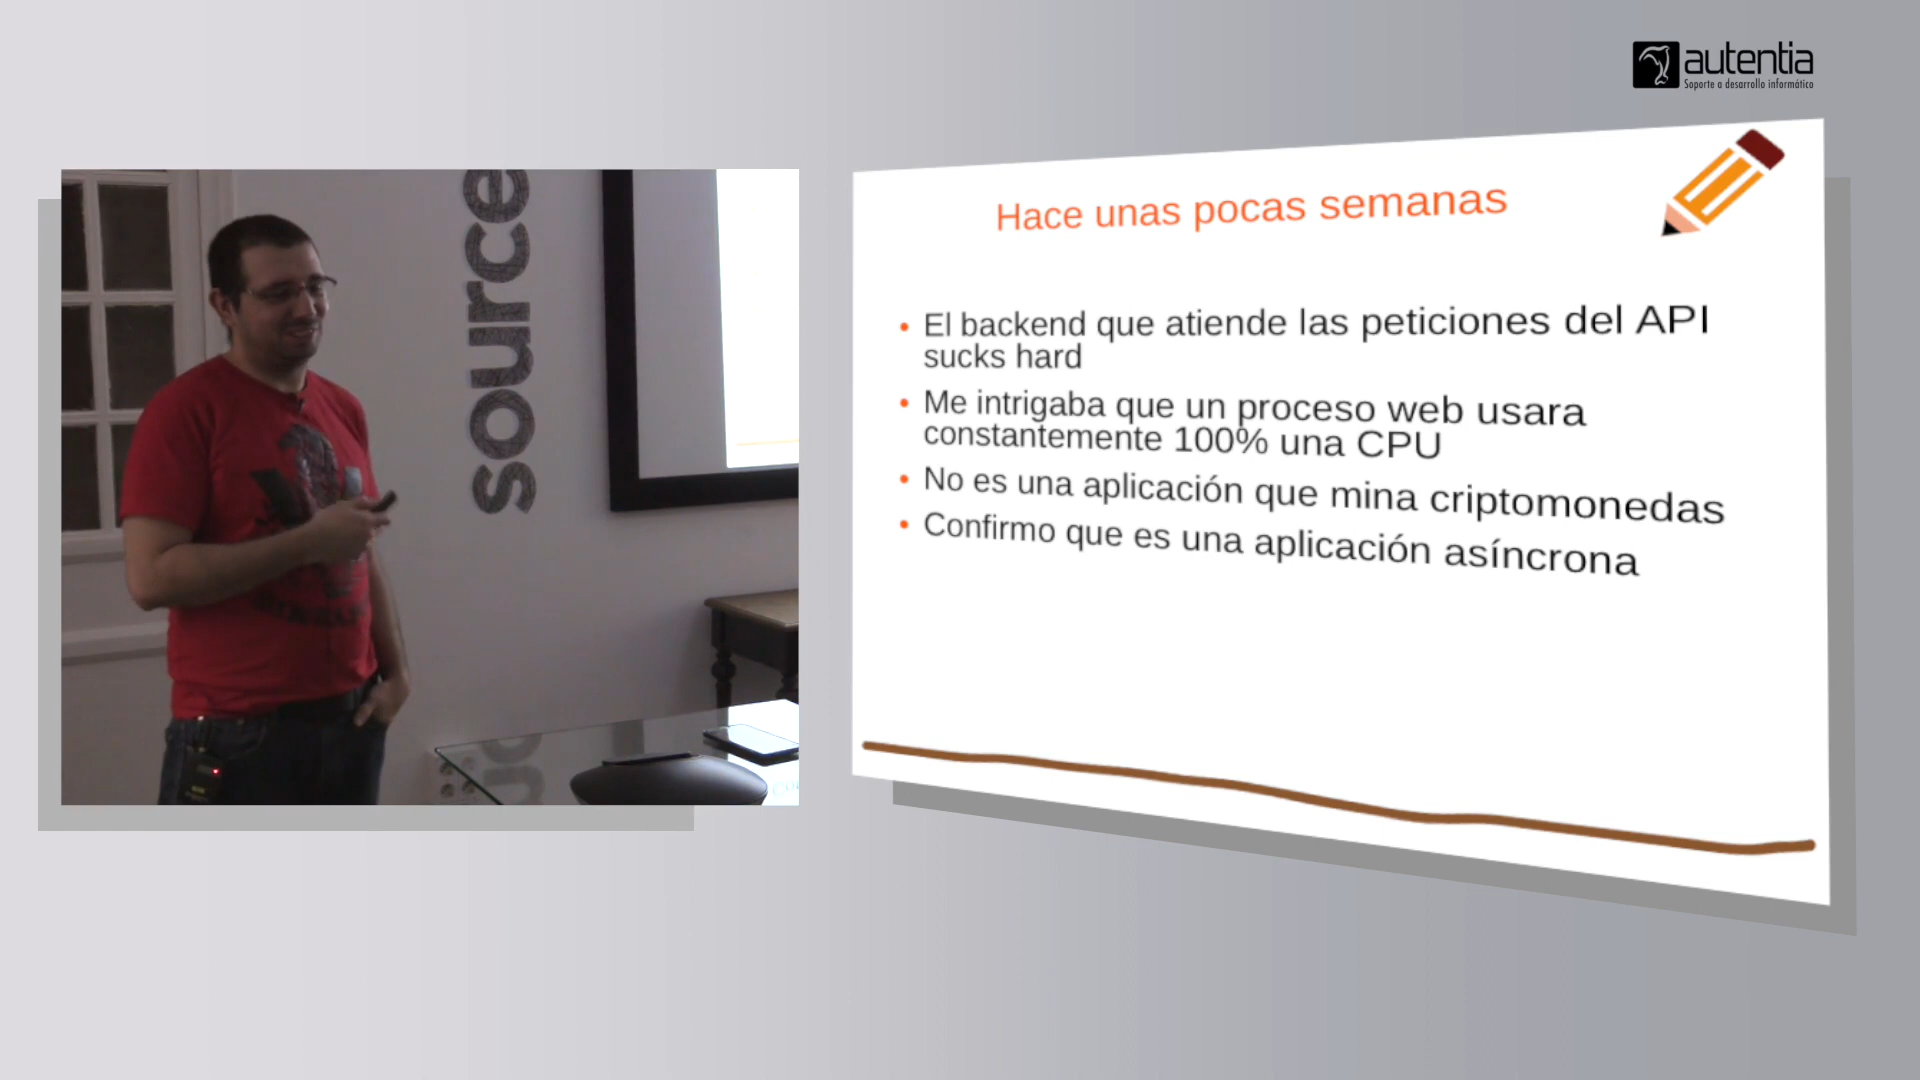 autentia
Soporte a desarrollo informático
source
Hace unas pocas semanas
El backend que atiende las peticiones del API
sucks hard
Me intrigaba que un proceso web usara
constantemente 100% una CPU
No es una aplicación que mina criptomonedas
Confirmo que es una aplicación asíncrona